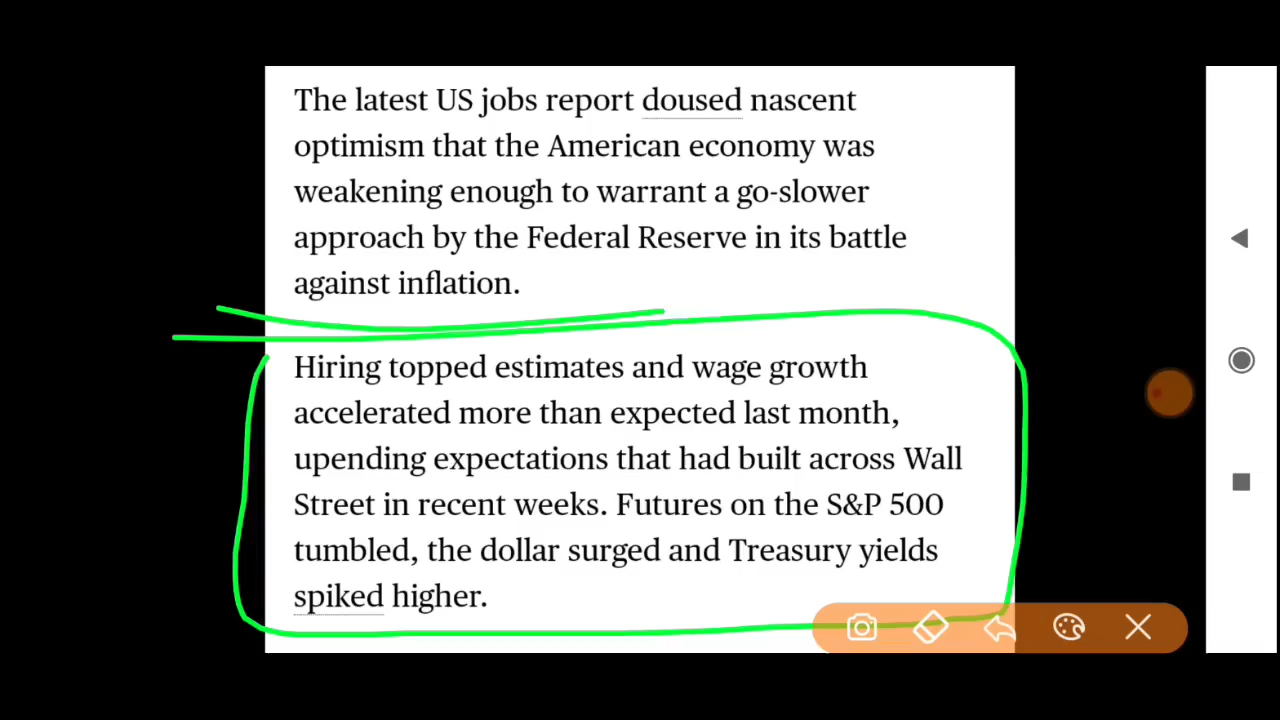 The latest US jobs report doused nascent
optimism that the American economy was
weakening enough to warrant a go-slower
approach by the Federal Reserve in its battle
against inflation.
Hiring topped estimates and wage growth
accelerated more than expected last month,
upending expectations that had built across Wall
Street in recent weeks. Futures on the S&P 500
tumbled, the dollar surged and Treasury yields
spiked higher.